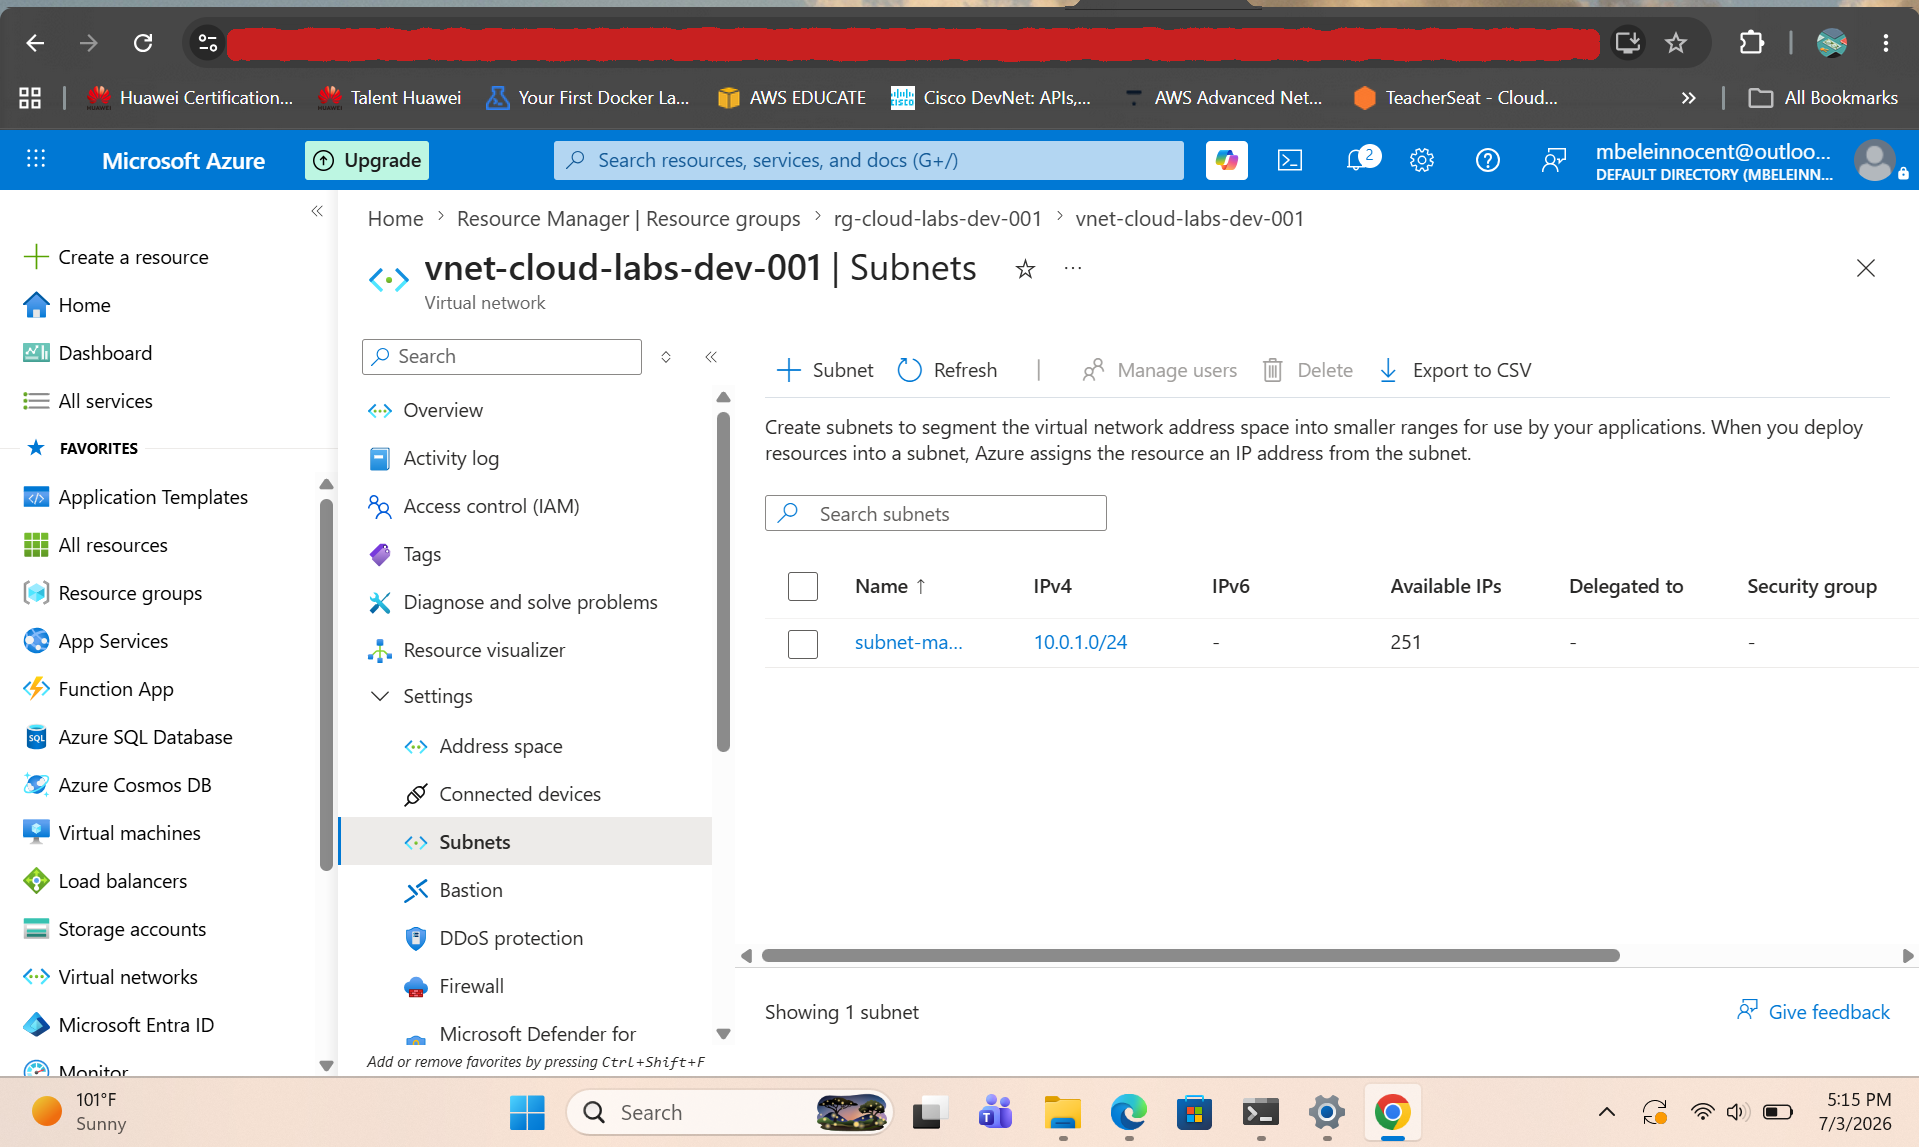 Huawei Certification...
Talent Huawei
Your First Docker La...
AWS EDUCATE
Cisco DevNet: APIs,...
AWS Advanced Net...
TeacherSeat - Cloud...
All Bookmarks
Microsoft Azure
Upgrade
Search resources, services, and docs (G+/)
2
mbeleinnocent@outloo...
DEFAULT DIRECTORY (MBELEINN...
Home > Resource Manager | Resource groups > rg-cloud-labs-dev-001 > vnet-cloud-labs-dev-001
vnet-cloud-labs-dev-001 | Subnets
Virtual network
Create a resource
Home
Dashboard
All services
FAVORITES
Application Templates
All resources
Resource groups
App Services
Function App
Azure SQL Database
Azure Cosmos DB
Virtual machines
Load balancers
Storage accounts
Virtual networks
Microsoft Entra ID
Monitor
Search
Overview
Activity log
Access control (IAM)
Tags
Diagnose and solve problems
Resource visualizer
Settings
Address space
Connected devices
Subnets
Bastion
DDoS protection
Firewall
Microsoft Defender for
Add or remove favorites by pressing Ctrl+Shift+F
Subnet
Refresh
Manage users
Delete
Export to CSV
Create subnets to segment the virtual network address space into smaller ranges for use by your applications. When you deploy
resources into a subnet, Azure assigns the resource an IP address from the subnet.
Search subnets
Name ↑ IPv4 IPv6 Available IPs Delegated to Security group
subnet-ma... 10.0.1.0/24 - 251 - -
Showing 1 subnet
Give feedback
101°F
Sunny
Search
5:15 PM
7/3/2026